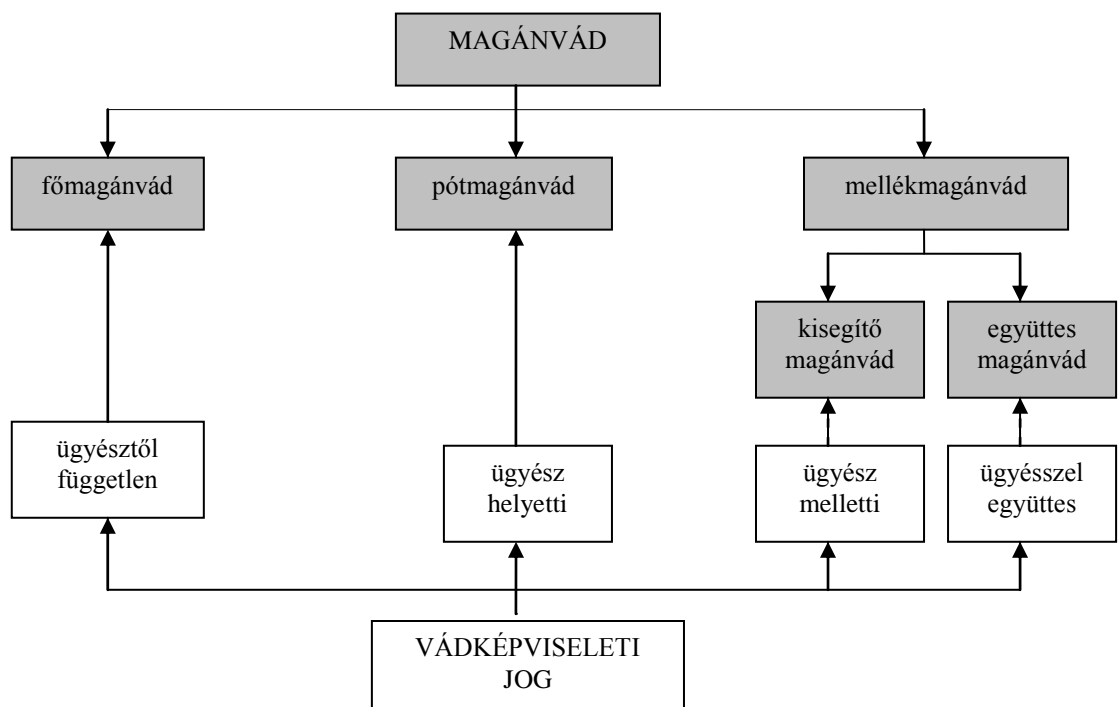 MAGÁNVÁD
főmagánvád
pótmagánvád
mellékmagánvád
kisegítő
magánvád
együttes
magánvád
ügyésztől
független
ügyész
helyetti
ügyész
melletti
ügyésszel
együttes
VÁDKÉPVISELETI
JOG